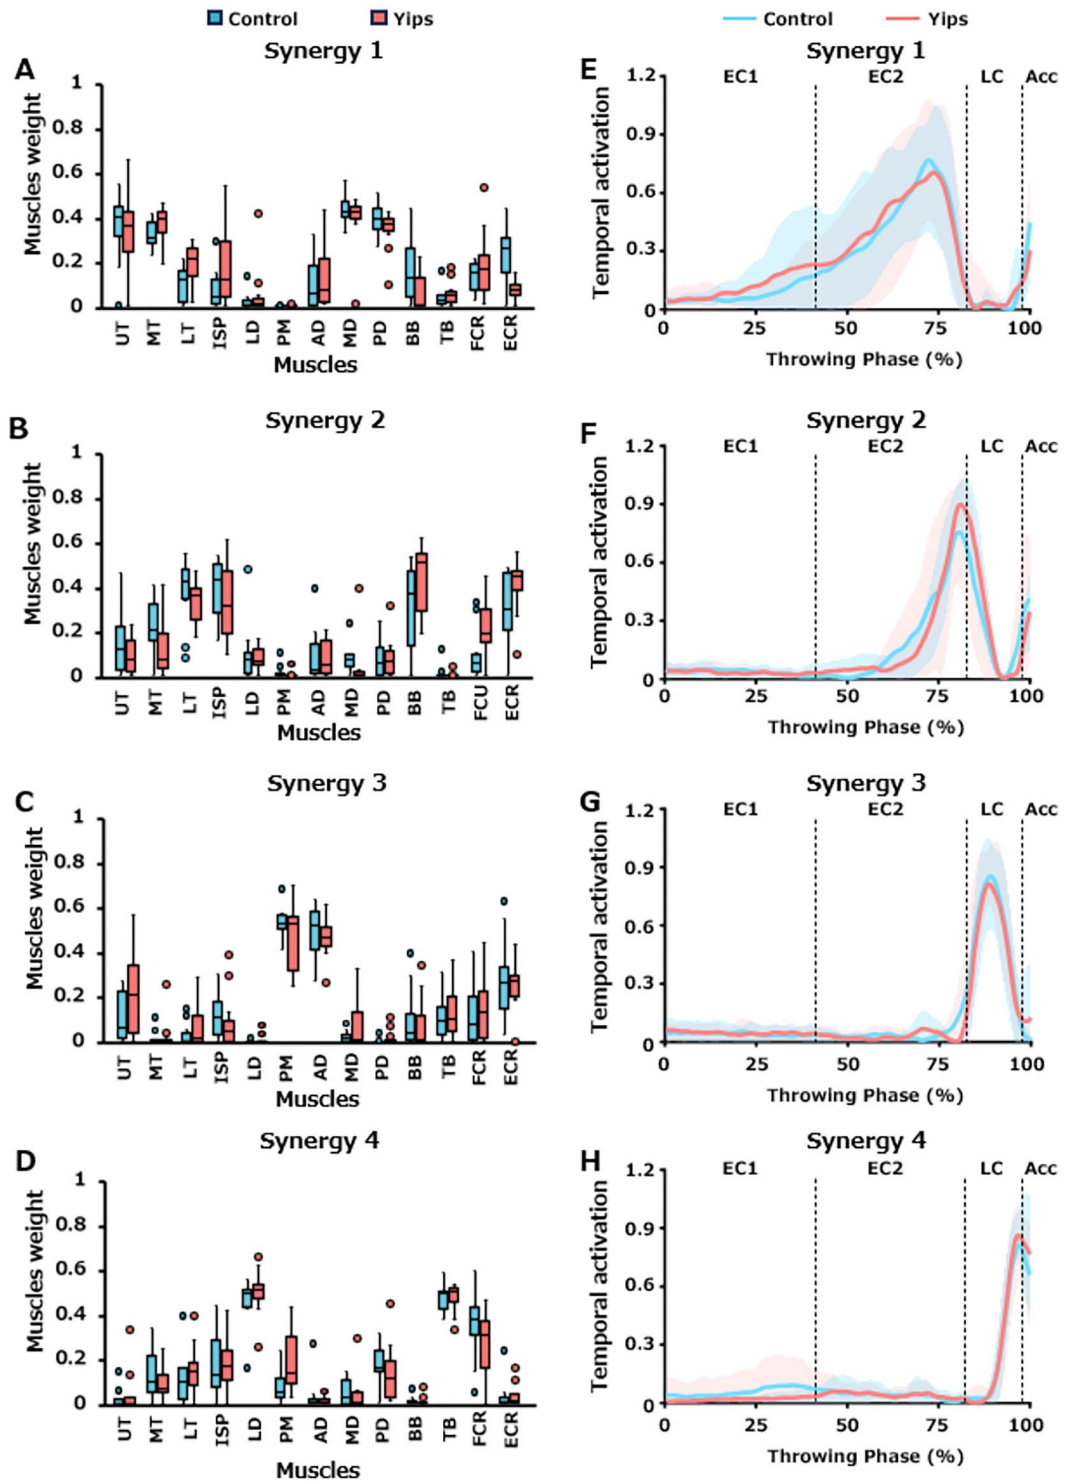 Control Yips
Control Yips
Synergy 1
A
1
0.8
0.6
0.4
0.2
0
Muscles weight
UT MT LT ISP LD PM AD MD PD BB TB FCR ECR
Muscles
Synergy 1
E
EC1 EC2 LC Acc
1.2
0.9
0.6
0.3
0
Temporal activation
0 25 50 75 100
Throwing Phase (%)
Synergy 2
B
1
0.8
0.6
0.4
0.2
0
Muscles weight
UT MT LT ISP LD PM AD MD PD BB TB FCU ECR
Muscles
Synergy 2
F
EC1 EC2 LC Acc
1.2
0.9
0.6
0.3
0
Temporal activation
0 25 50 75 100
Throwing Phase (%)
Synergy 3
C
1
0.8
0.6
0.4
0.2
0
Muscles weight
UT MT LT ISP LD PM AD MD PD BB TB FCR ECR
Muscles
Synergy 3
G
EC1 EC2 LC Acc
1.2
0.9
0.6
0.3
0
Temporal activation
0 25 50 75 100
Throwing Phase (%)
Synergy 4
D
1
0.8
0.6
0.4
0.2
0
Muscles weight
UT MT LT ISP LD PM AD MD PD BB TB FCR ECR
Muscles
Synergy 4
H
EC1 EC2 LC Acc
1.2
0.9
0.6
0.3
0
Temporal activation
0 25 50 75 100
Throwing Phase (%)